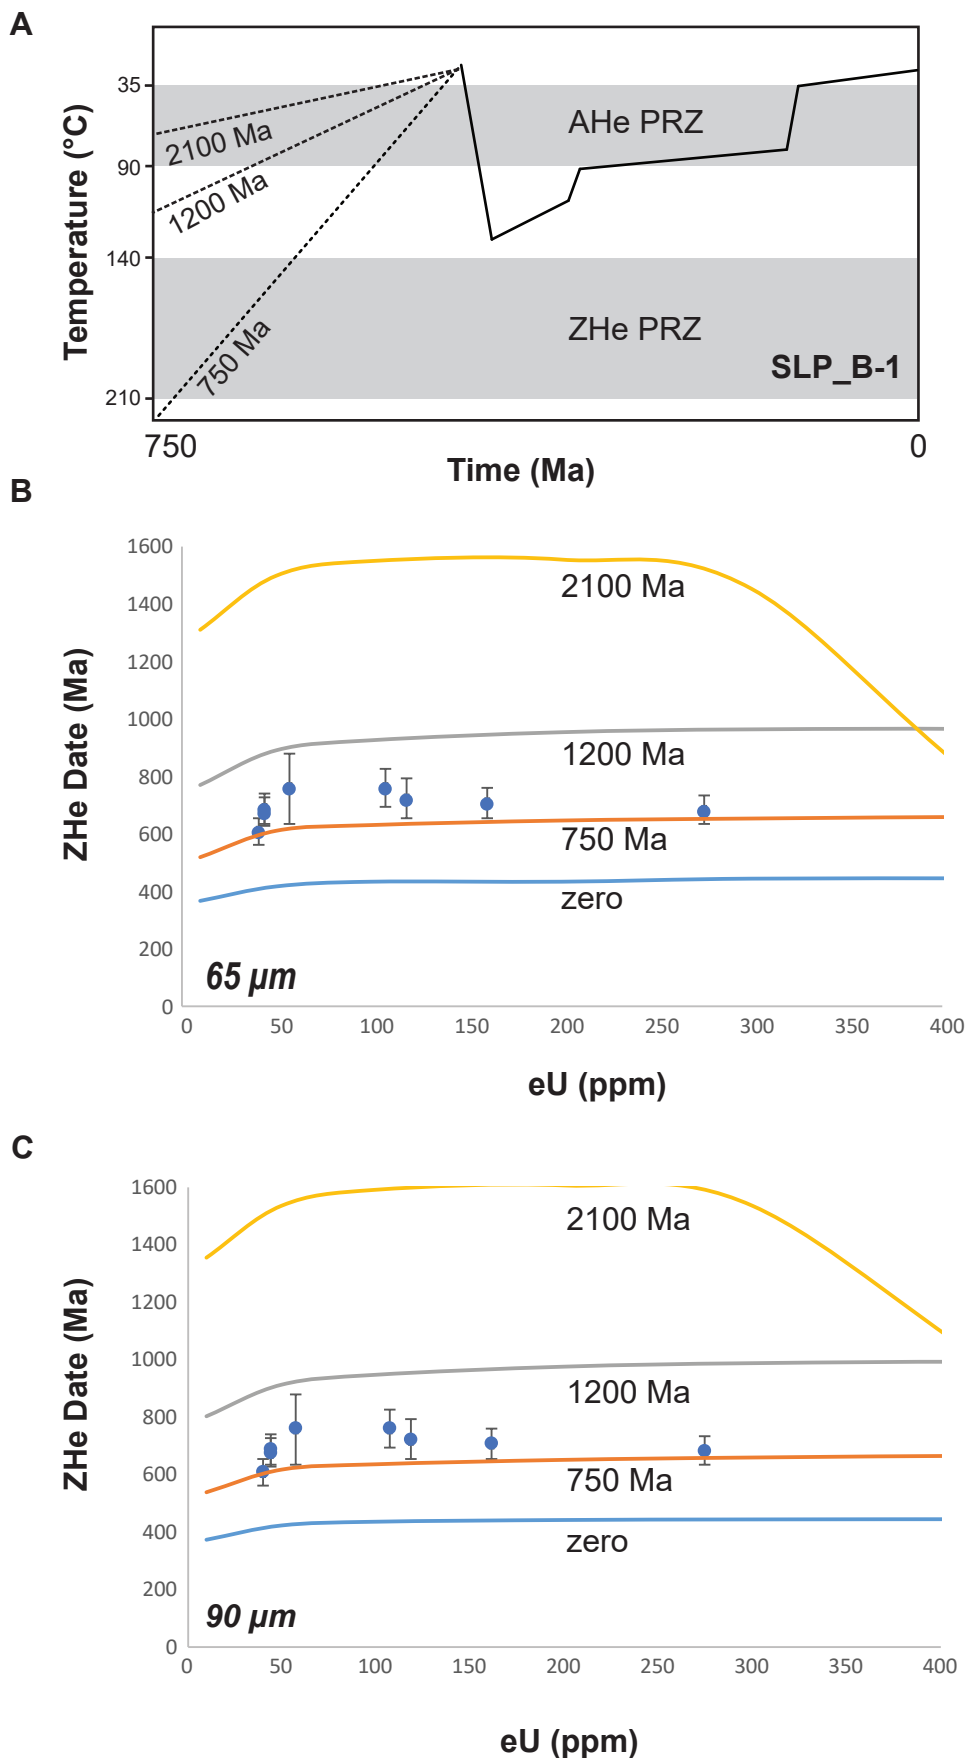 A
Temperature (°C)
35
90
140
210
2100 Ma
1200 Ma
750 Ma
AHe PRZ
ZHe PRZ
SLP_B-1
750
0
Time (Ma)
B
ZHe Date (Ma)
1600
1400
1200
1000
800
600
400
200
0
2100 Ma
1200 Ma
750 Ma
zero
65 µm
0 50 100 150 200 250 300 350 400
eU (ppm)
C
ZHe Date (Ma)
1600
1400
1200
1000
800
600
400
200
0
2100 Ma
1200 Ma
750 Ma
zero
90 µm
0 50 100 150 200 250 300 350 400
eU (ppm)